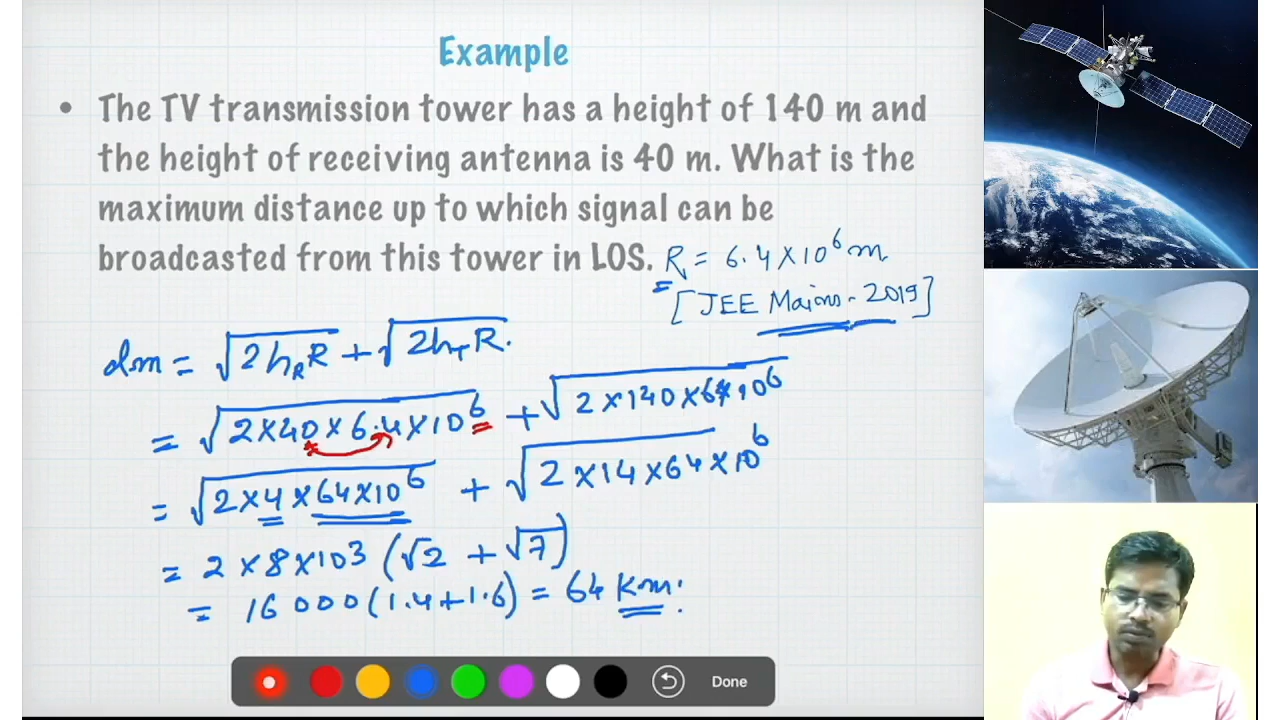 Example
• The TV transmission tower has a height of 140 m and
the height of receiving antenna is 40 m. What is the
maximum distance up to which signal can be
broadcasted from this tower in LOS. R = 6.4×10⁶ m
[JEE Mains - 2019]
dm = √2h_R R + √2h_T R.
= √2×40×6.4×10⁶ + √2×140×64×10⁶
= √2×4×64×10⁶ + √2×14×64×10⁶
= 2×8×10³ (√2 + √7)
= 16000 (1.4+1.6) = 64 Km.
Done